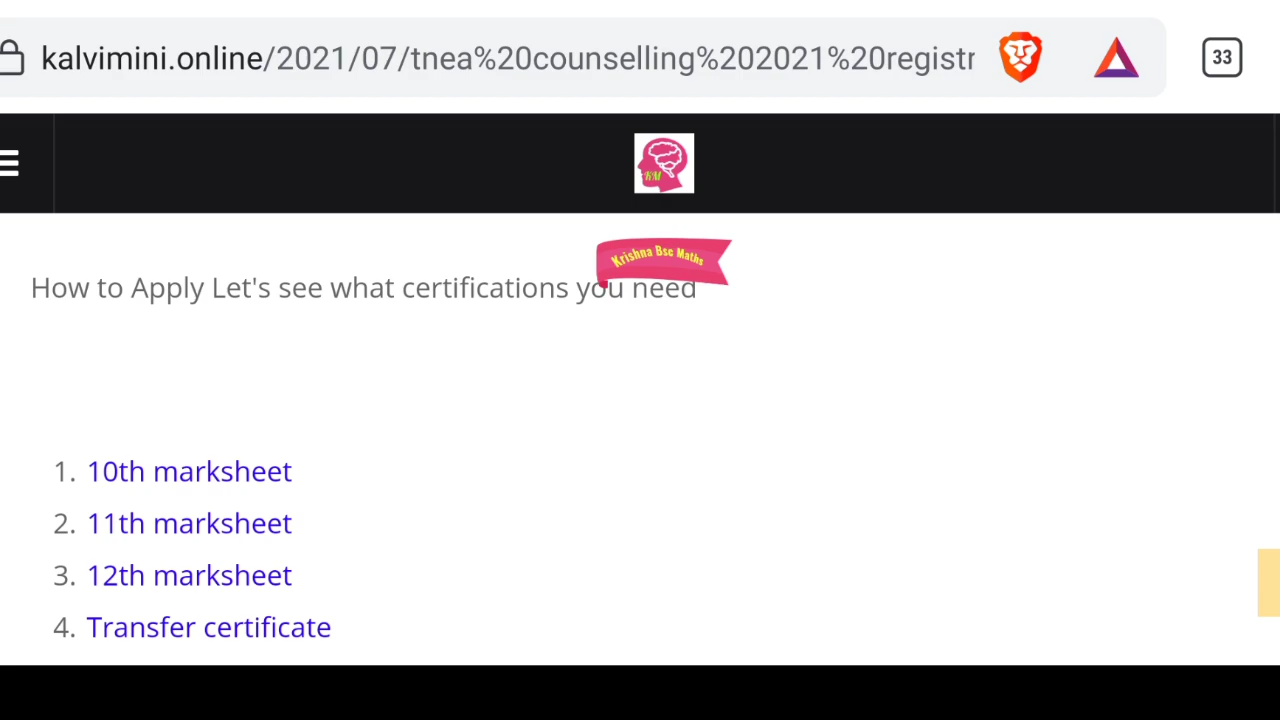 kalvimini.online/2021/07/tnea%20counselling%202021%20registr
33
KM
Krishna Bsc Maths
How to Apply Let's see what certifications you need
1. 10th marksheet
2. 11th marksheet
3. 12th marksheet
4. Transfer certificate